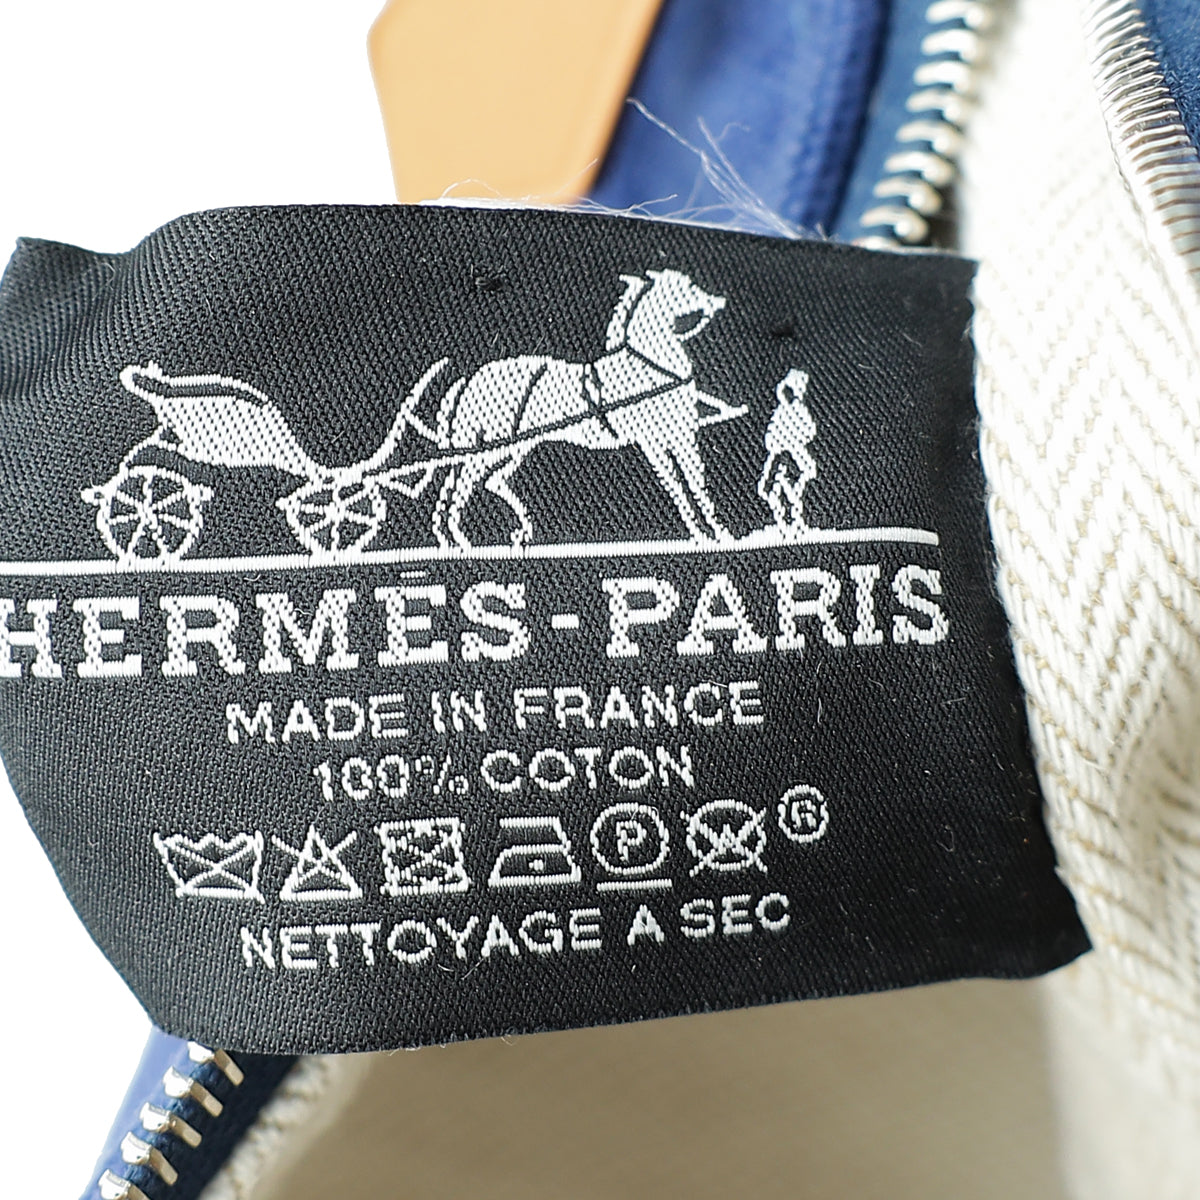 HERMÈS-PARIS
MADE IN FRANCE
100% COTON
P W ®
NETTOYAGE A SEC